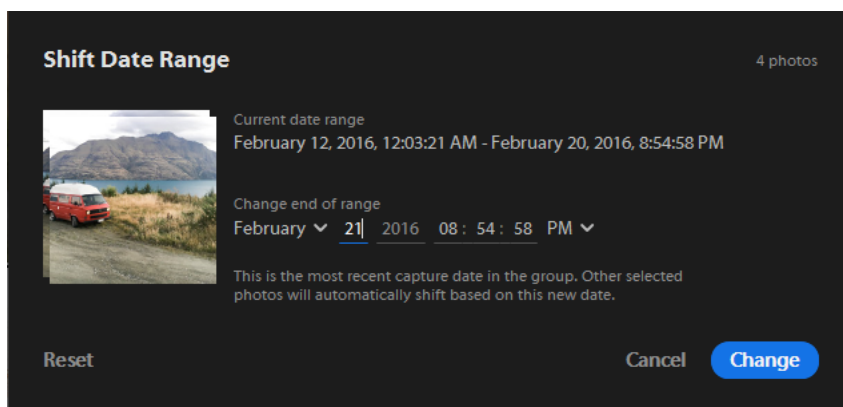 Shift Date Range
4 photos
Current date range
February 12, 2016, 12:03:21 AM - February 20, 2016, 8:54:58 PM
Change end of range
February 21 2016 08 : 54 : 58 PM
This is the most recent capture date in the group. Other selected
photos will automatically shift based on this new date.
Reset
Cancel
Change